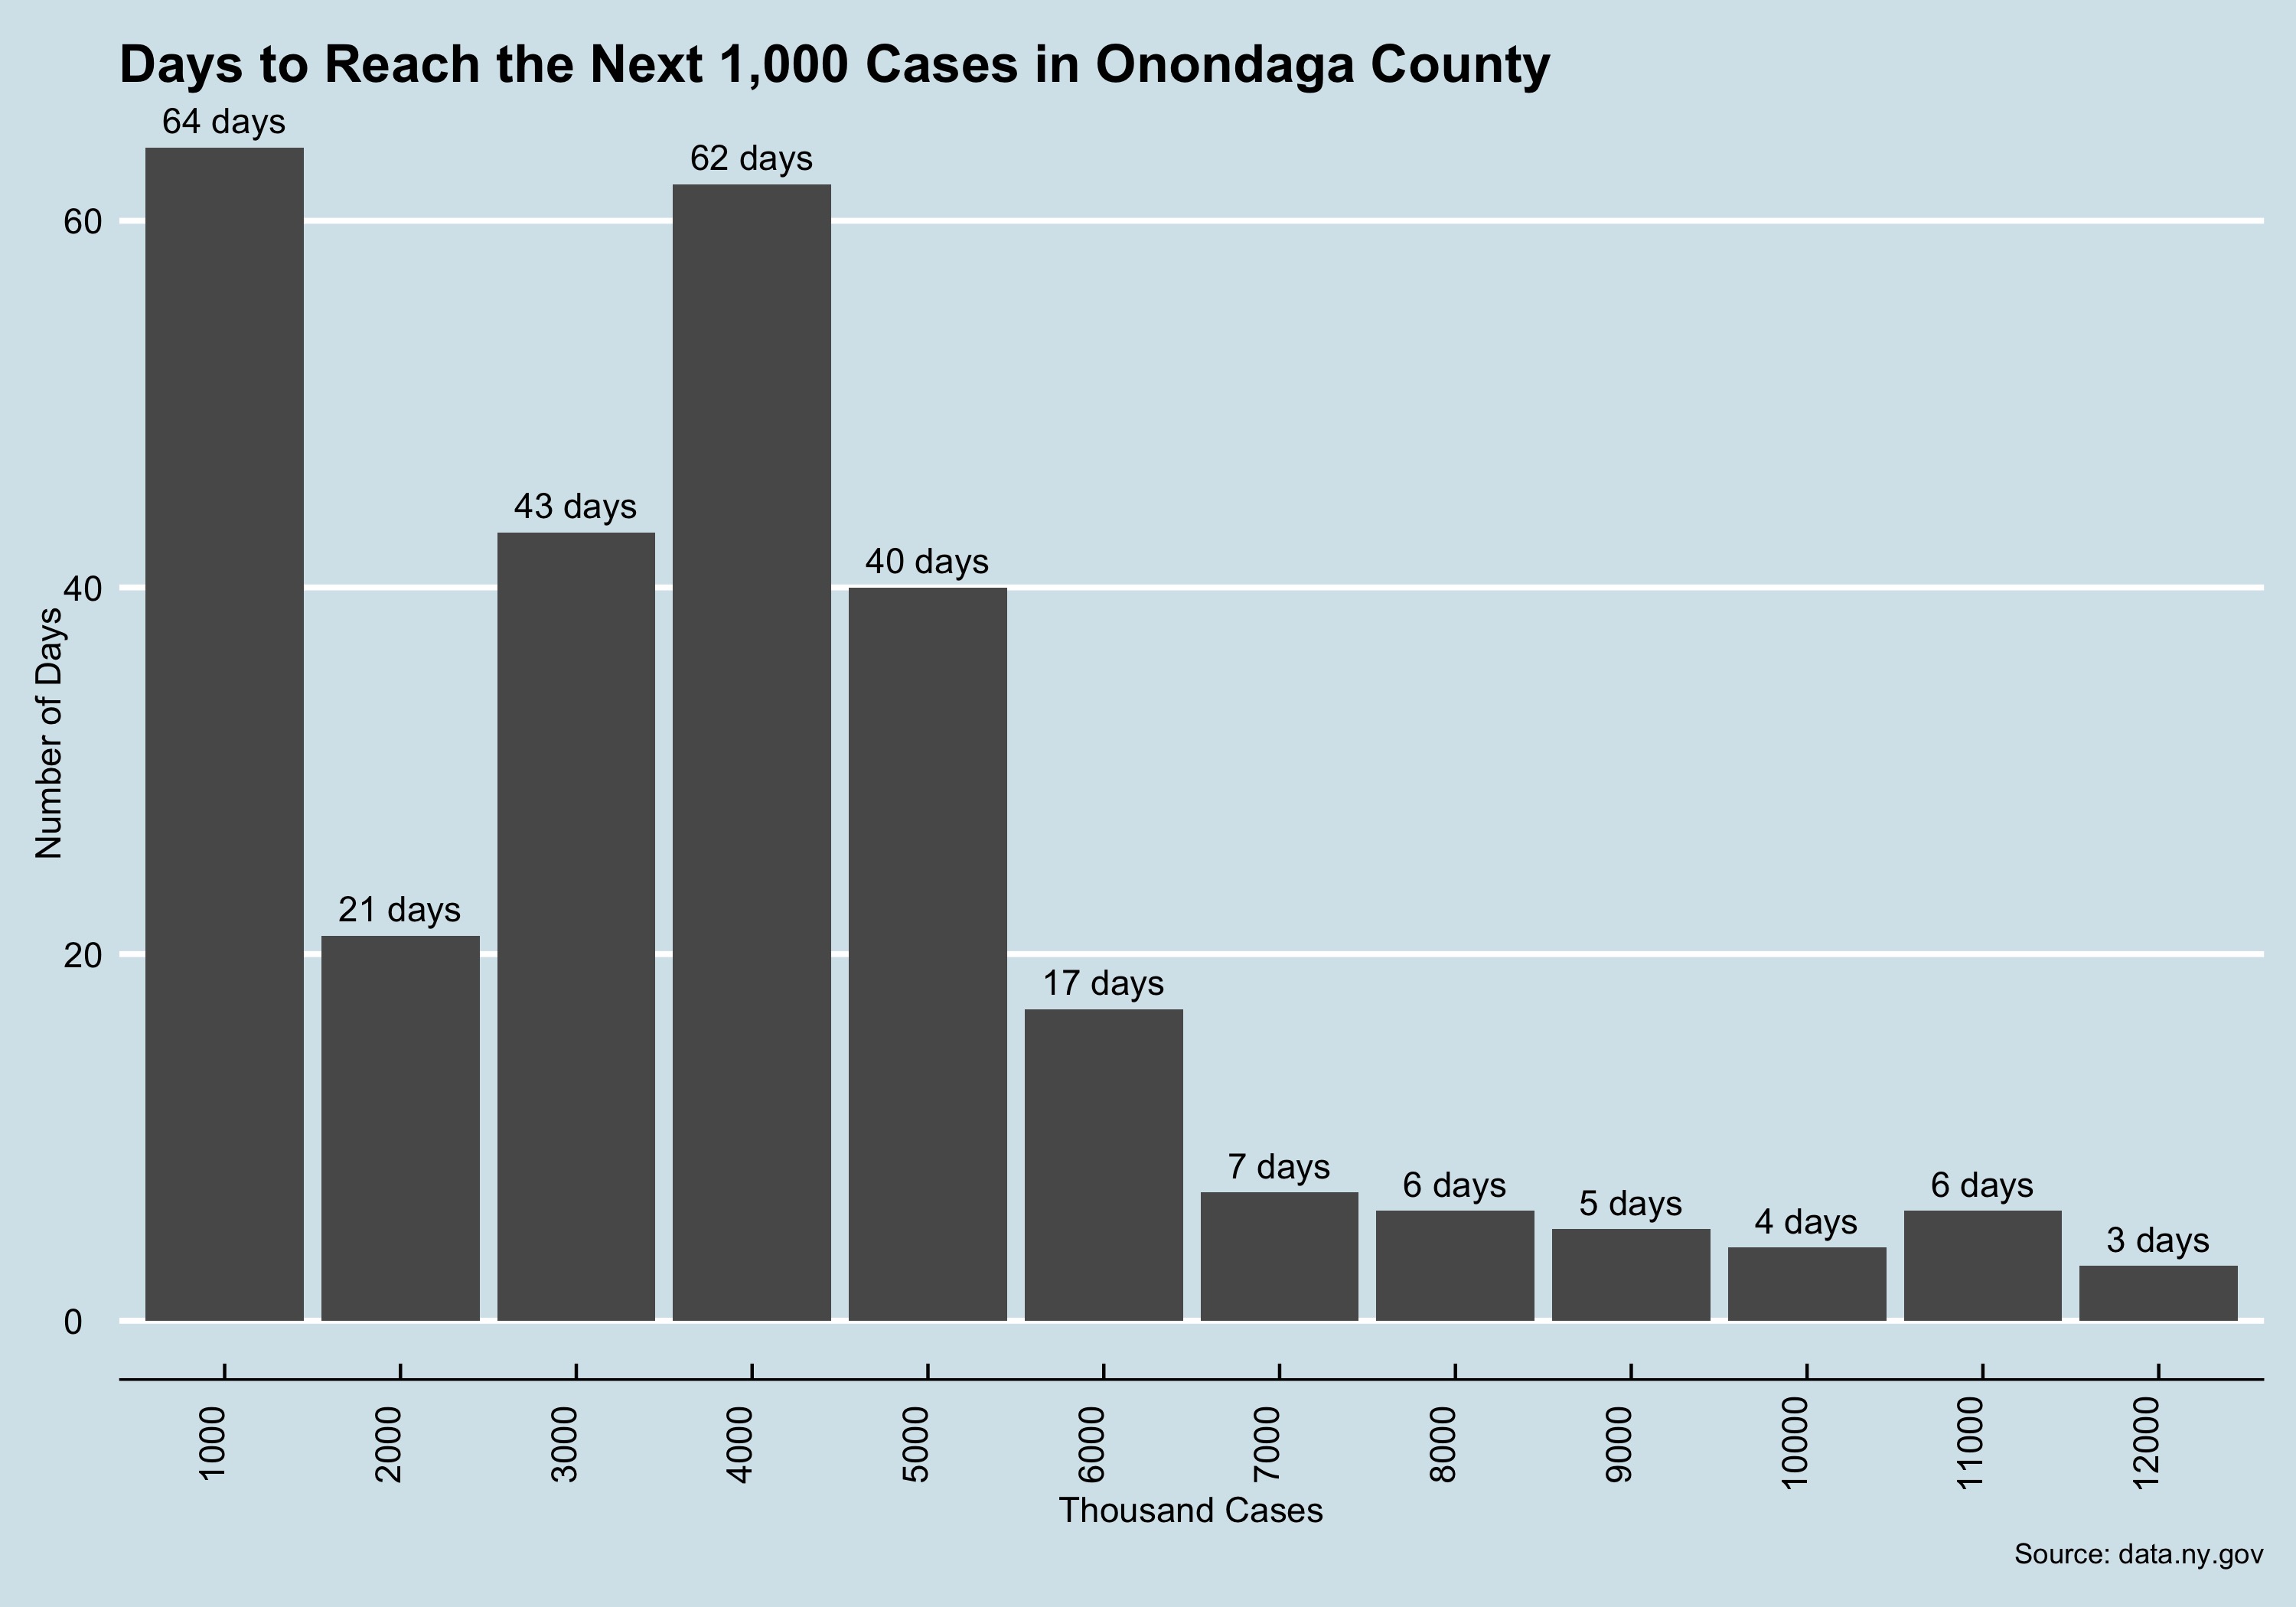 Days to Reach the Next 1,000 Cases in Onondaga County
64 days
62 days
60
43 days
40 days
40
Number of Days
21 days
20
17 days
7 days
6 days
5 days
4 days
6 days
3 days
0
1000
2000
3000
4000
5000
6000
7000
8000
9000
10000
11000
12000
Thousand Cases
Source: data.ny.gov